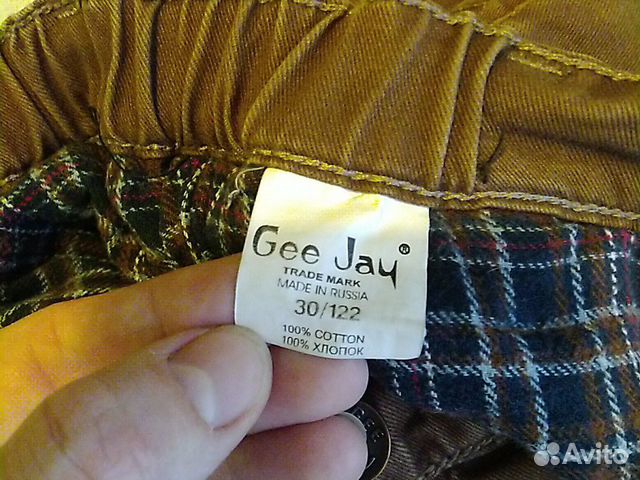 Gee Jay®
TRADE MARK
MADE IN RUSSIA
30/122
100% COTTON
100% ХЛОПОК
Avito